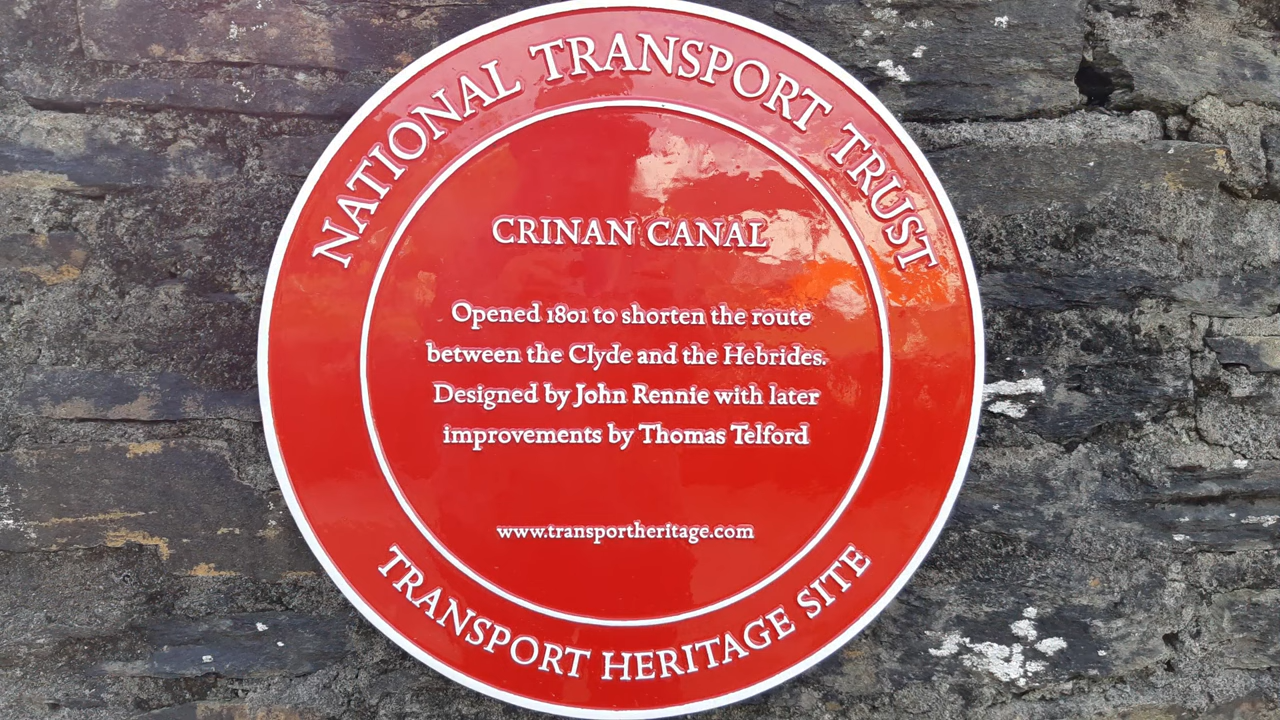 NATIONAL TRANSPORT TRUST
CRINAN CANAL
Opened 1801 to shorten the route
between the Clyde and the Hebrides.
Designed by John Rennie with later
improvements by Thomas Telford
www.transportheritage.com
TRANSPORT HERITAGE SITE